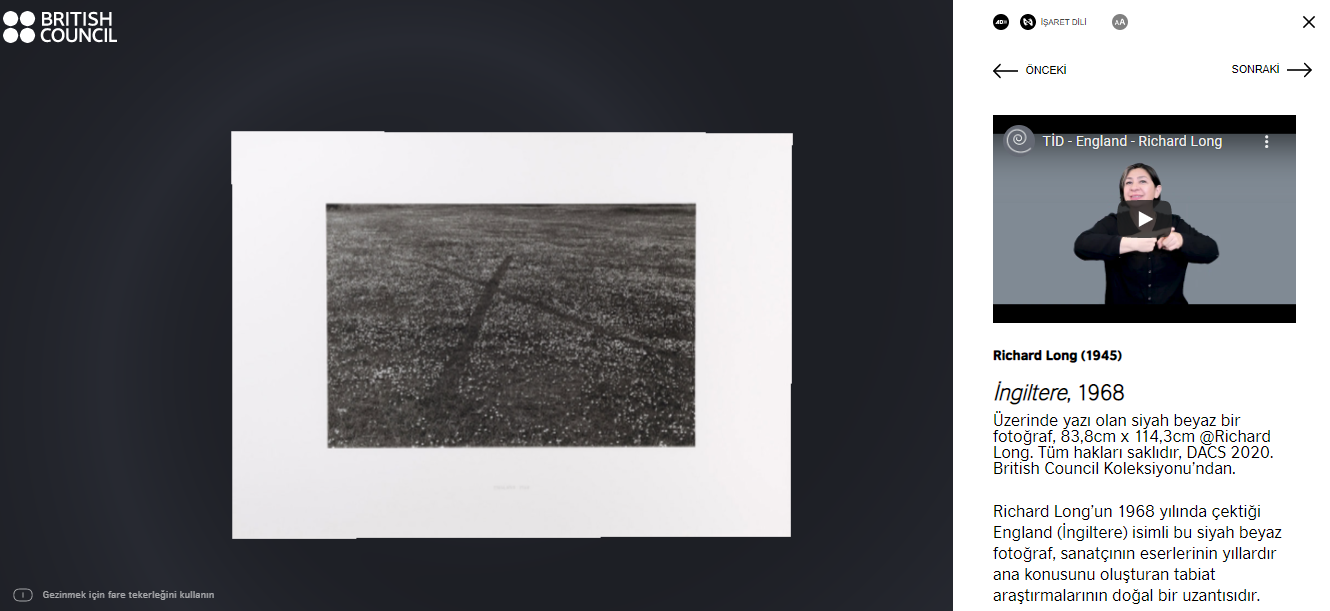 BRITISH
COUNCIL
AD))
İŞARET DİLİ
AA
ÖNCEKİ
SONRAKİ
TİD - England - Richard Long
Richard Long (1945)
İngiltere, 1968
Üzerinde yazı olan siyah beyaz bir
fotoğraf, 83,8cm x 114,3cm @Richard
Long. Tüm hakları saklıdır, DACS 2020.
British Council Koleksiyonu’ndan.
Richard Long’un 1968 yılında çektiği
England (İngiltere) isimli bu siyah beyaz
fotoğraf, sanatçının eserlerinin yıllardır
ana konusunu oluşturan tabiat
araştırmalarının doğal bir uzantısıdır.
Gezinmek için fare tekerleğini kullanın